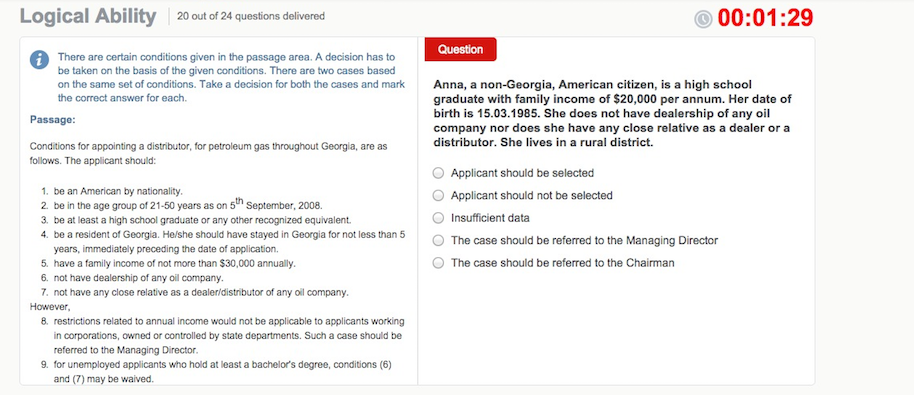 Logical Ability
20 out of 24 questions delivered
00:01:29
There are certain conditions given in the passage area. A decision has to
be taken on the basis of the given conditions. There are two cases based
on the same set of conditions. Take a decision for both the cases and mark
the correct answer for each.
Passage:
Conditions for appointing a distributor, for petroleum gas throughout Georgia, are as
follows. The applicant should:
1. be an American by nationality.
2. be in the age group of 21-50 years as on 5th September, 2008.
3. be at least a high school graduate or any other recognized equivalent.
4. be a resident of Georgia. He/she should have stayed in Georgia for not less than 5
years, immediately preceding the date of application.
5. have a family income of not more than $30,000 annually.
6. not have dealership of any oil company.
7. not have any close relative as a dealer/distributor of any oil company.
However,
8. restrictions related to annual income would not be applicable to applicants working
in corporations, owned or controlled by state departments. Such a case should be
referred to the Managing Director.
9. for unemployed applicants who hold at least a bachelor's degree, conditions (6)
and (7) may be waived.
Question
Anna, a non-Georgia, American citizen, is a high school
graduate with family income of $20,000 per annum. Her date of
birth is 15.03.1985. She does not have dealership of any oil
company nor does she have any close relative as a dealer or a
distributor. She lives in a rural district.
Applicant should be selected
Applicant should not be selected
Insufficient data
The case should be referred to the Managing Director
The case should be referred to the Chairman